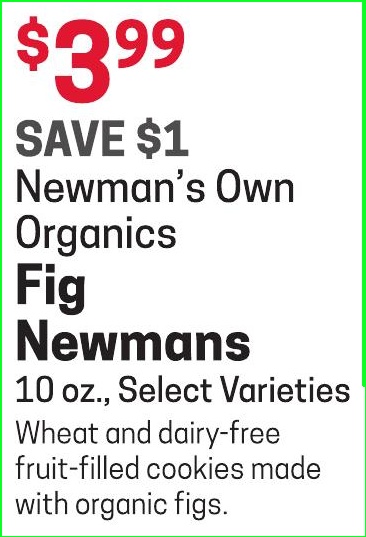 $3.99
SAVE $1
Newman's Own
Organics
Fig
Newmans
10 oz., Select Varieties
Wheat and dairy-free
fruit-filled cookies made
with organic figs.